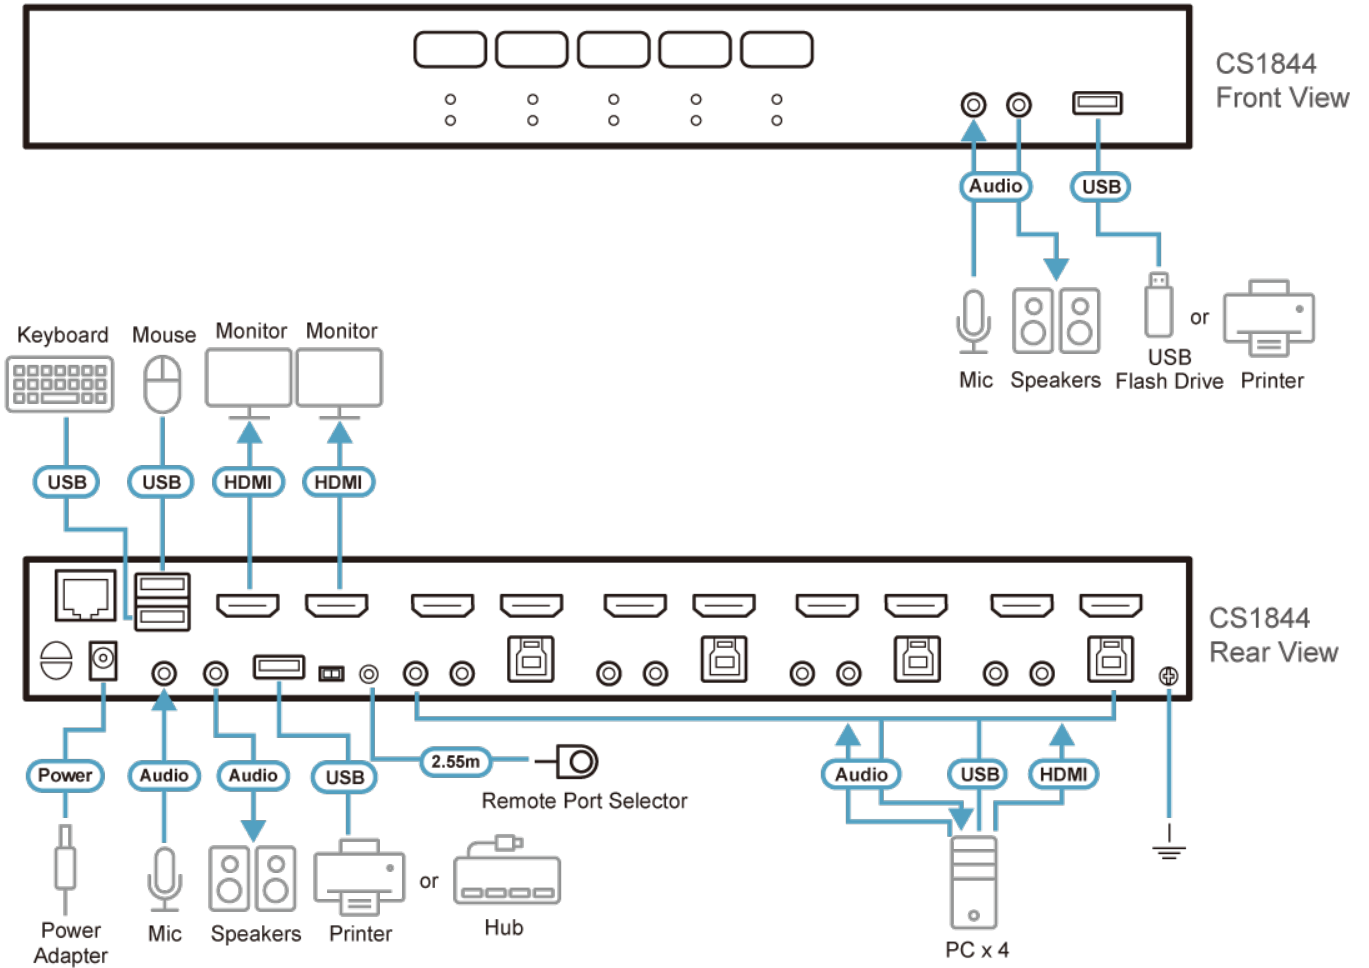 CS1844
Front View
Audio
USB
Mic
Speakers
USB
Flash Drive
or
Printer
Keyboard
Mouse
Monitor
Monitor
USB
USB
HDMI
HDMI
CS1844
Rear View
Power
Audio
Audio
USB
2.55m
Remote Port Selector
Audio
USB
HDMI
Power
Adapter
Mic
Speakers
Printer
or
Hub
PC x 4